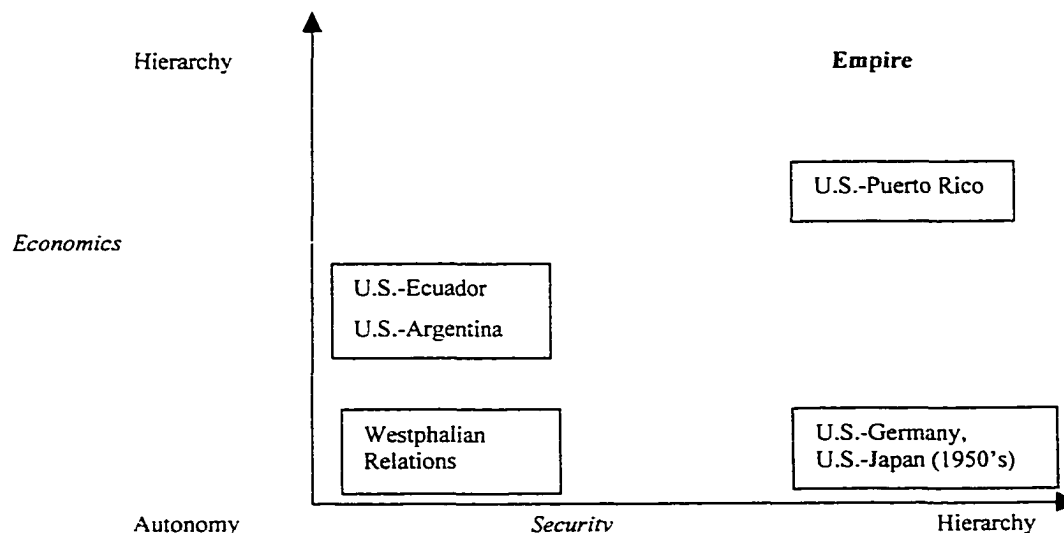 Hierarchy
Empire
U.S.-Puerto Rico
Economics
U.S.-Ecuador
U.S.-Argentina
Westphalian
Relations
U.S.-Germany,
U.S.-Japan (1950's)
Autonomy
Security
Hierarchy